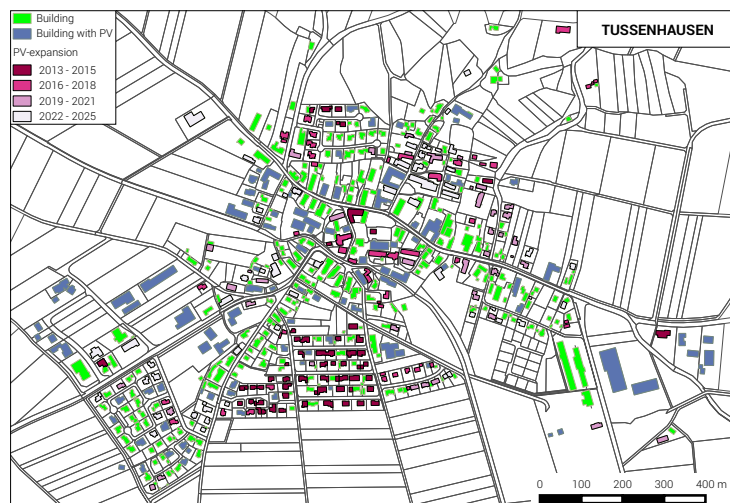 Building
Building with PV
PV-expansion
2013 - 2015
2016 - 2018
2019 - 2021
2022 - 2025
TUSSENHAUSEN
0 100 200 300 400 m